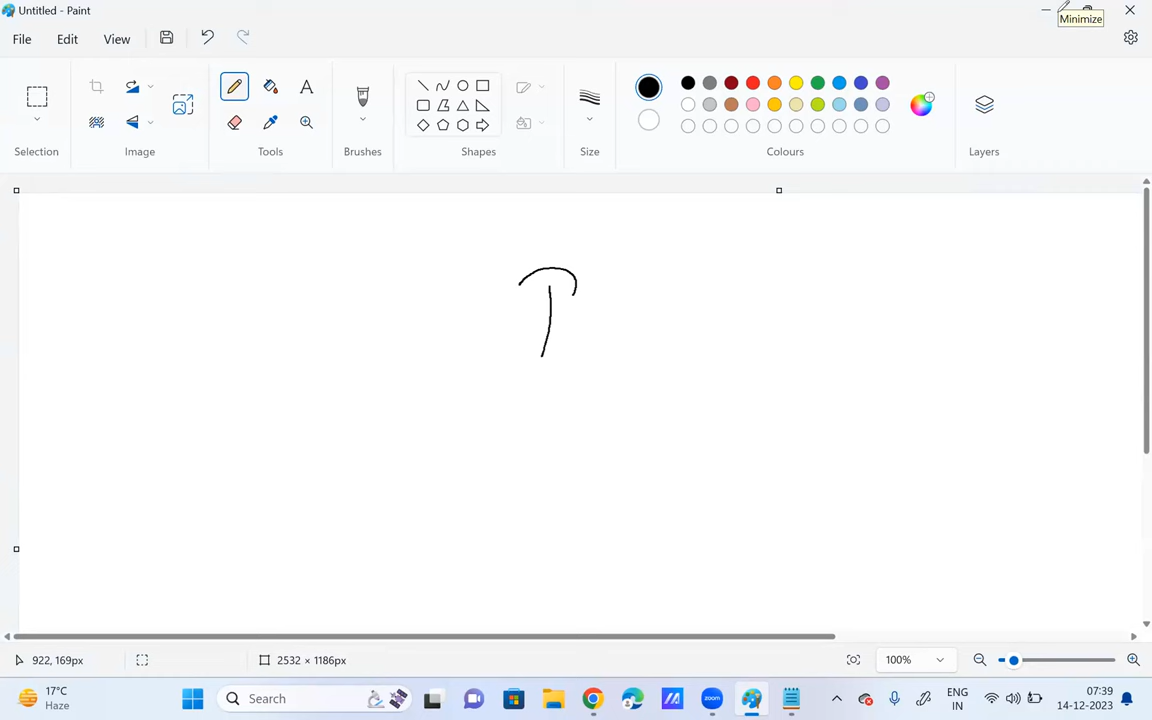 Untitled - Paint
Minimize
File
Edit
View
Selection
Image
Tools
Brushes
Shapes
Size
Colours
Layers
A
T
922, 169px
2532 × 1186px
100%
17°C
Haze
Search
zoom
ENG
IN
07:39
14-12-2023